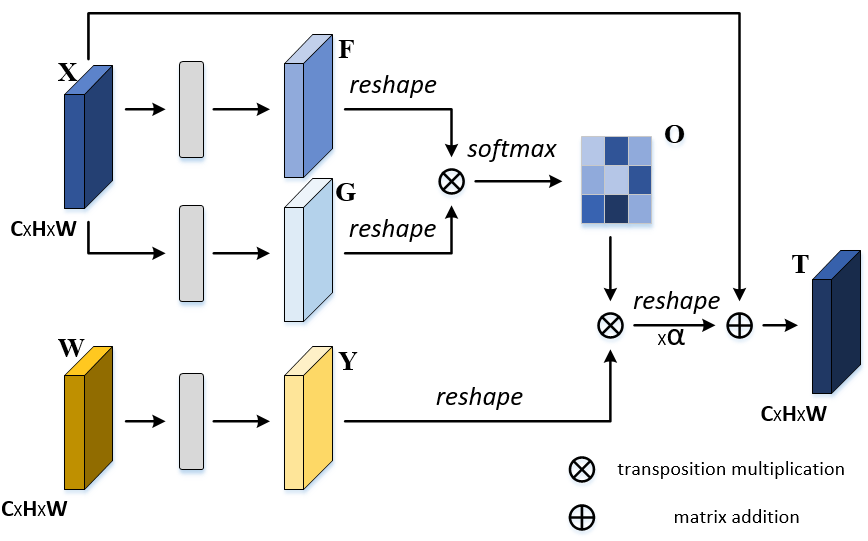 X
F
reshape
softmax
O
CxHxW
G
reshape
reshape
xα
T
W
Y
reshape
CxHxW
CxHxW
transposition multiplication
matrix addition